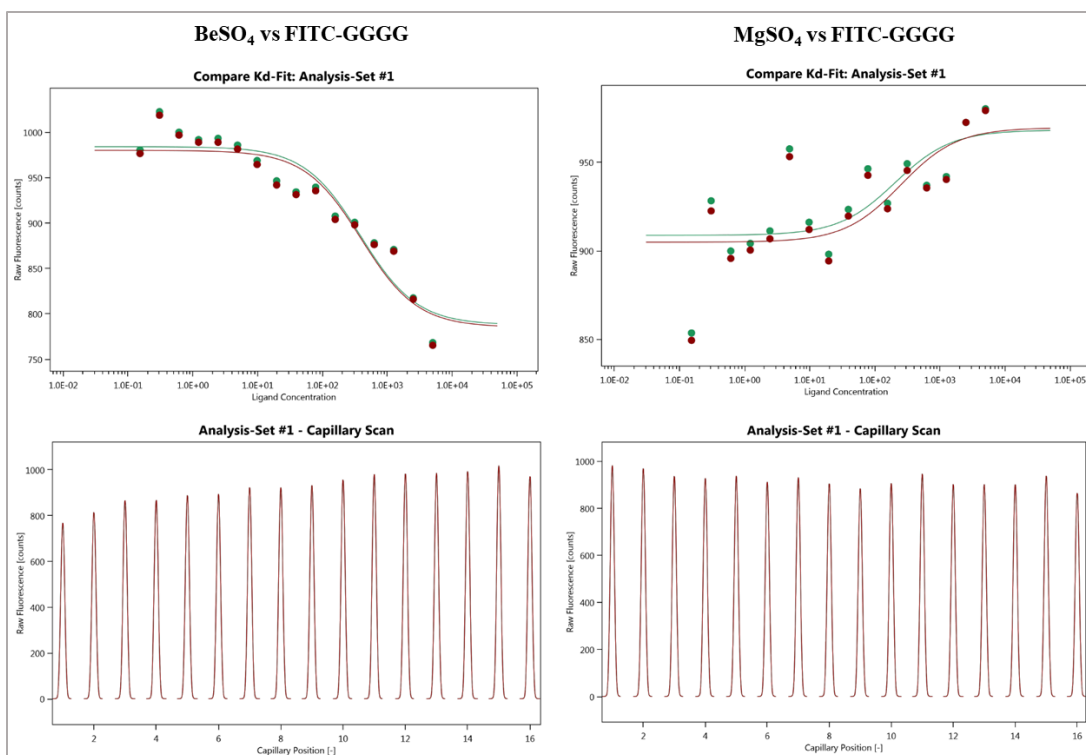 BeSO₄ vs FITC-GGGG
Compare Kd-Fit: Analysis-Set #1
Raw Fluorescence [counts]
1000
950
900
850
800
750
1.0E-02 1.0E-01 1.0E+00 1.0E+01 1.0E+02 1.0E+03 1.0E+04 1.0E+05
Ligand Concentration
Analysis-Set #1 - Capillary Scan
Raw Fluorescence [counts]
1000
800
600
400
200
0
2 4 6 8 10 12 14 16
Capillary Position [-]
MgSO₄ vs FITC-GGGG
Compare Kd-Fit: Analysis-Set #1
Raw Fluorescence [counts]
950
900
850
1.0E-02 1.0E-01 1.0E+00 1.0E+01 1.0E+02 1.0E+03 1.0E+04 1.0E+05
Ligand Concentration
Analysis-Set #1 - Capillary Scan
Raw Fluorescence [counts]
1000
800
600
400
200
0
2 4 6 8 10 12 14 16
Capillary Position [-]